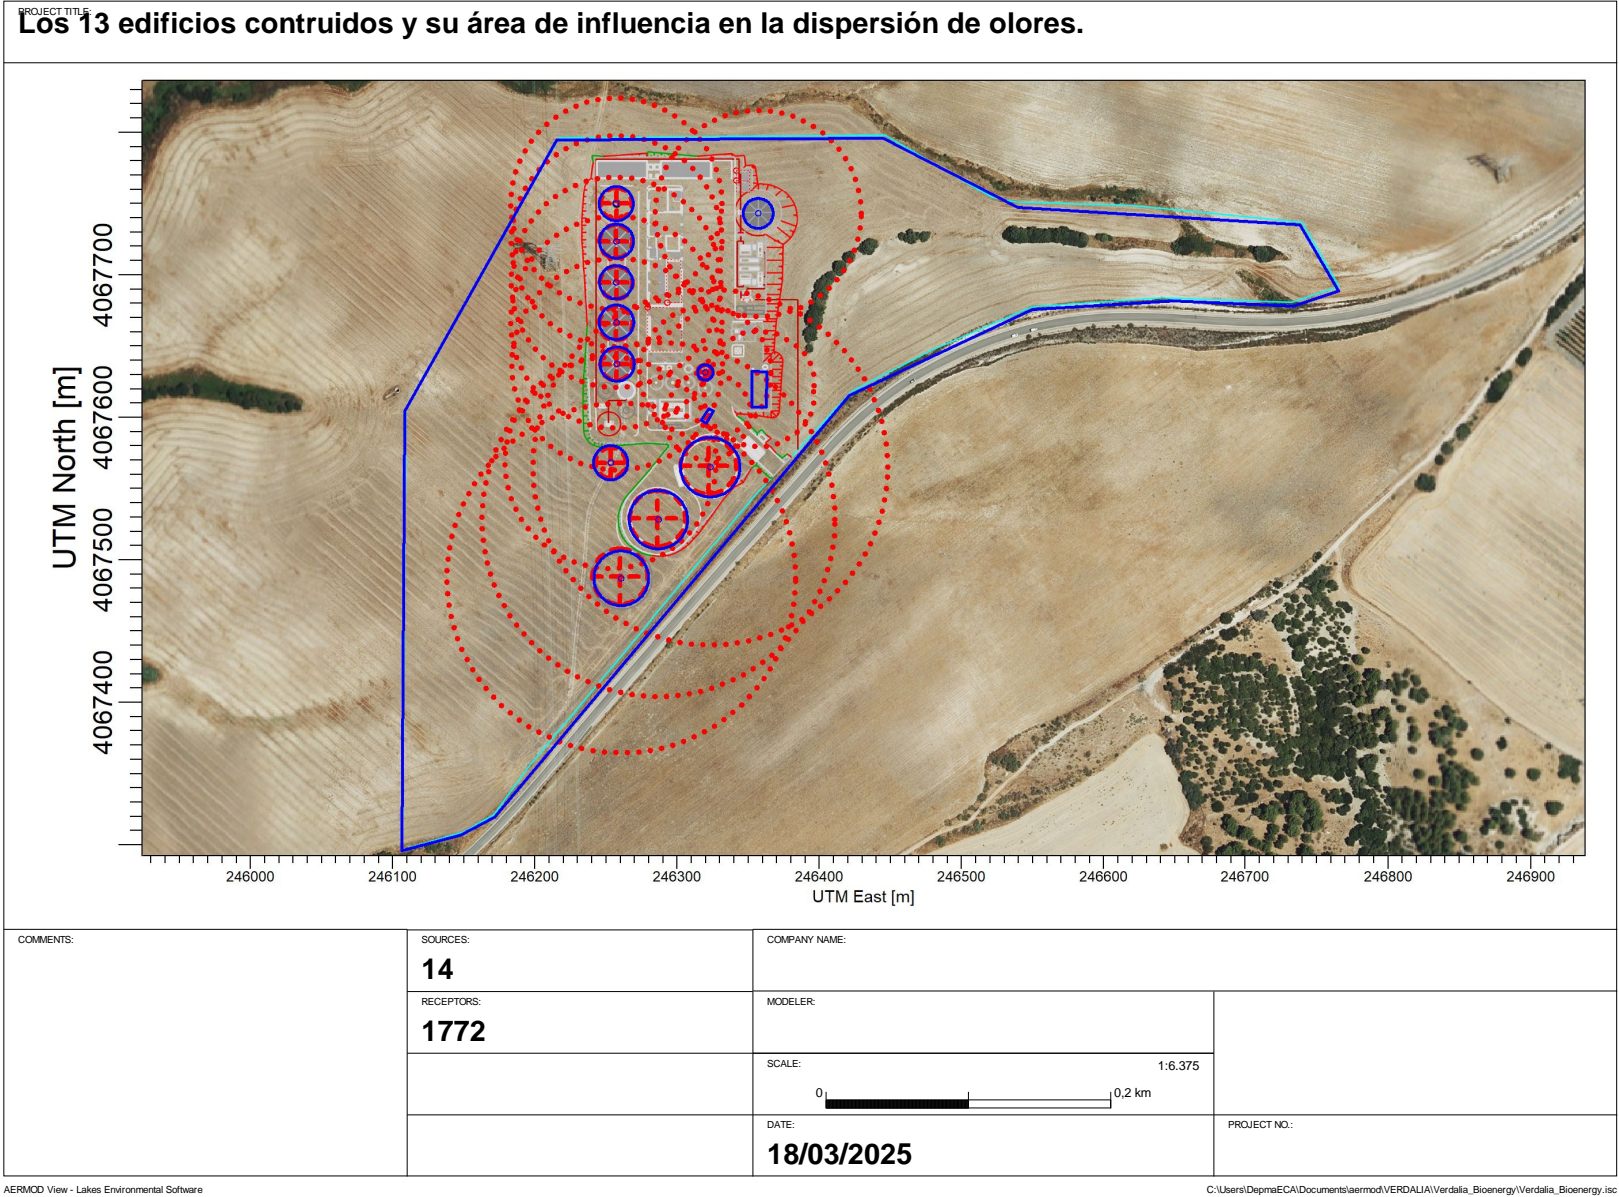 PROJECT TITLE:
Los 13 edificios contruidos y su área de influencia en la dispersión de olores.
UTM North [m]
4067700
4067600
4067500
4067400
246000 246100 246200 246300 246400 246500 246600 246700 246800 246900
UTM East [m]
COMMENTS:
SOURCES:
14
COMPANY NAME:
RECEPTORS:
1772
MODELER:
SCALE:
1:6.375
0 0,2 km
DATE:
18/03/2025
PROJECT NO.:
AERMOD View - Lakes Environmental Software
C:\Users\DepmaECA\Documents\aermod\VERDALIA\Verdalia_Bioenergy\Verdalia_Bioenergy.isc